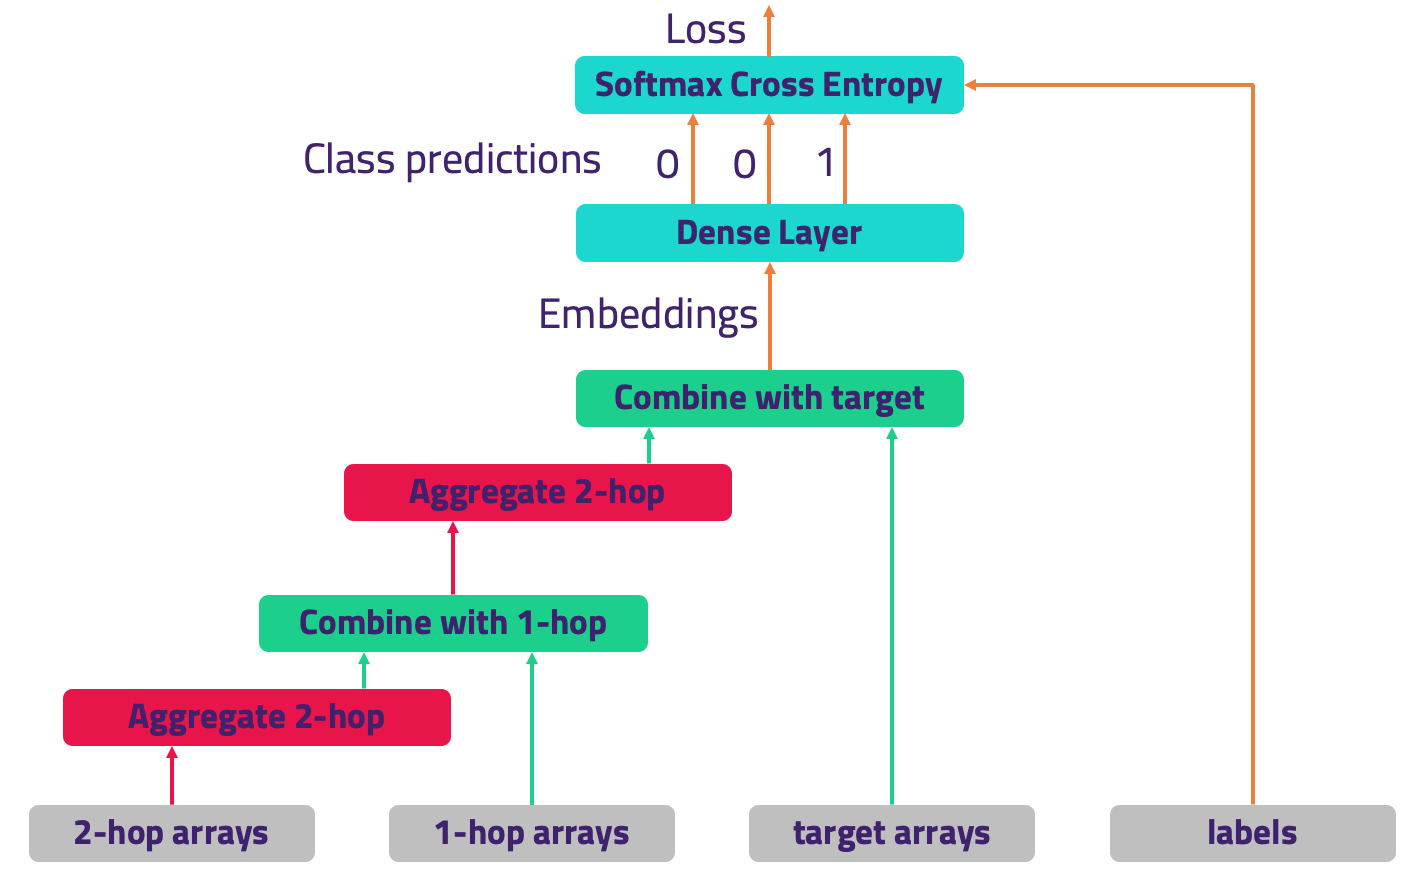 Loss
Softmax Cross Entropy
Class predictions 0 0 1
Dense Layer
Embeddings
Combine with target
Aggregate 2-hop
Combine with 1-hop
Aggregate 2-hop
2-hop arrays
1-hop arrays
target arrays
labels